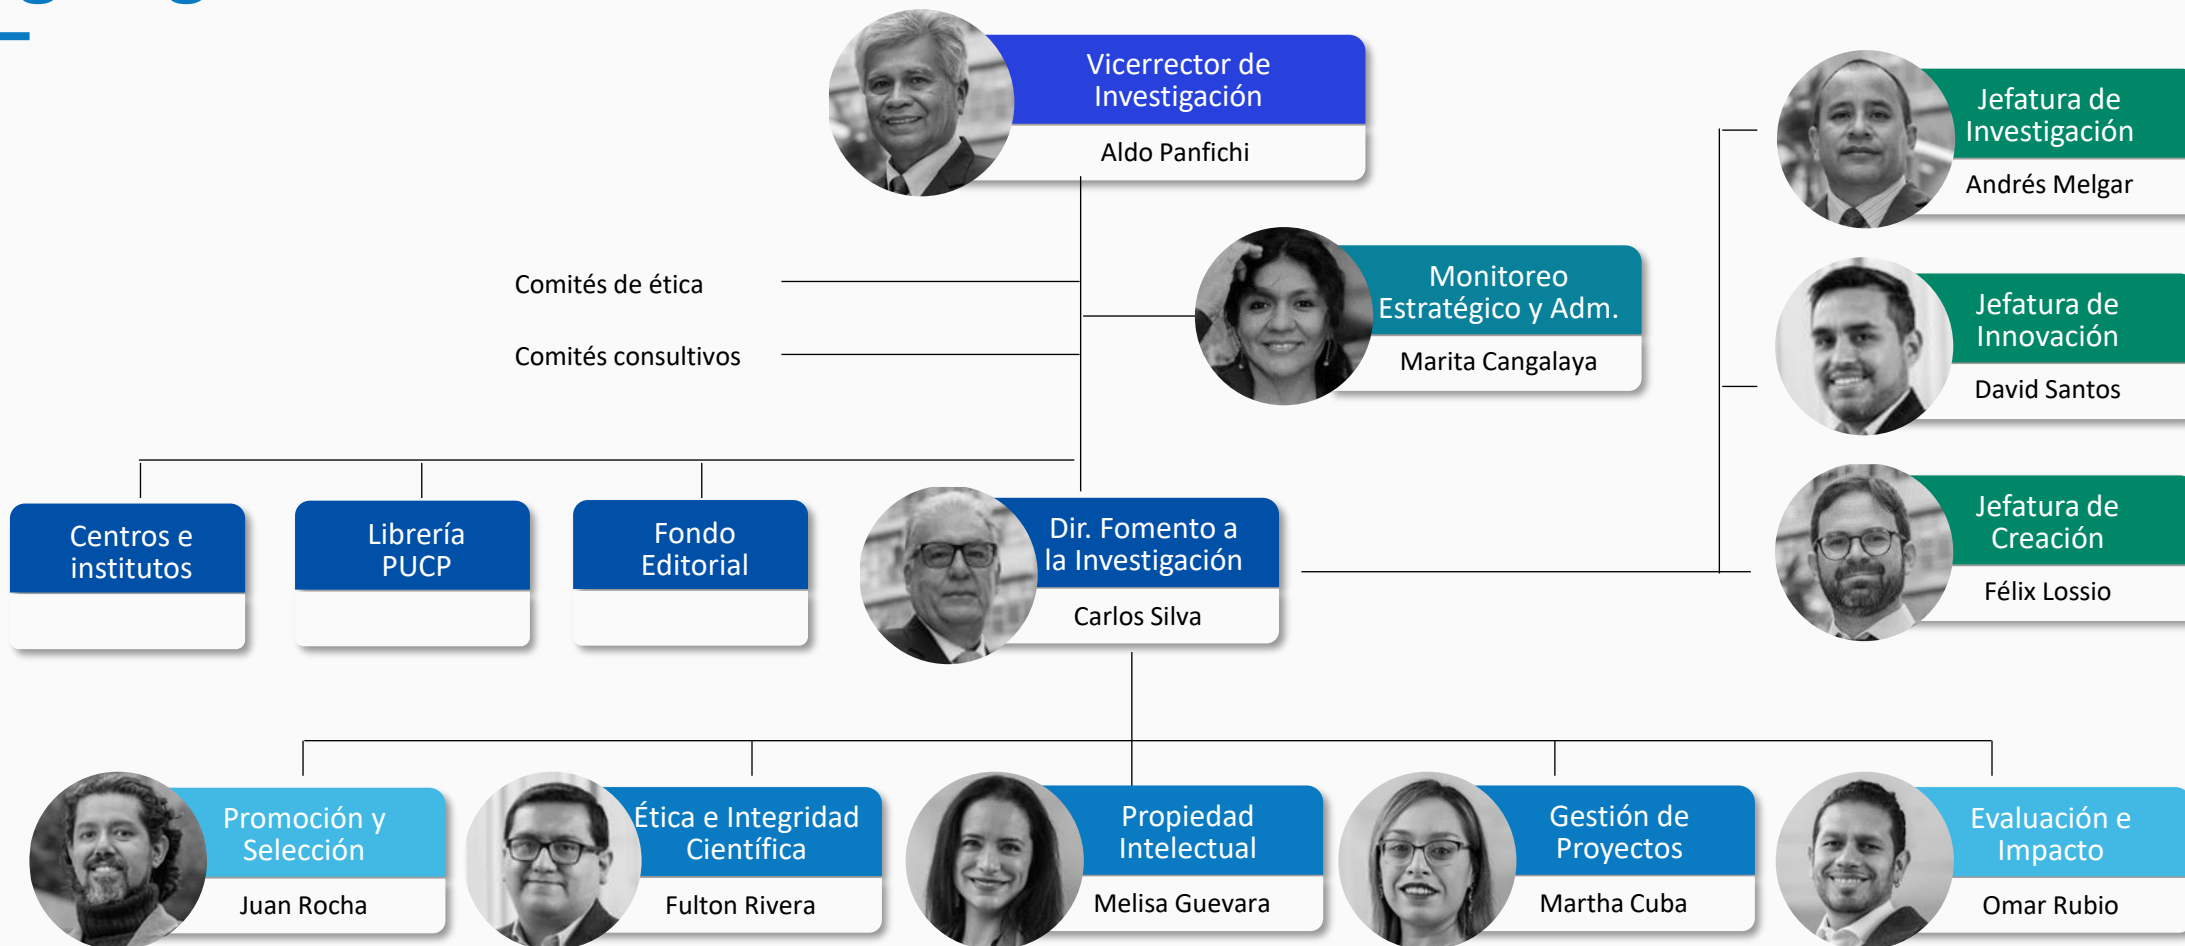 Vicerrector de
Investigación
Aldo Panfichi
Jefatura de
Investigación
Andrés Melgar
Comités de ética
Comités consultivos
Monitoreo
Estratégico y Adm.
Marita Cangalaya
Jefatura de
Innovación
David Santos
Centros e
institutos
Librería
PUCP
Fondo
Editorial
Dir. Fomento a
la Investigación
Carlos Silva
Jefatura de
Creación
Félix Lossio
Promoción y
Selección
Juan Rocha
Ética e Integridad
Científica
Fulton Rivera
Propiedad
Intelectual
Melisa Guevara
Gestión de
Proyectos
Martha Cuba
Evaluación e
Impacto
Omar Rubio